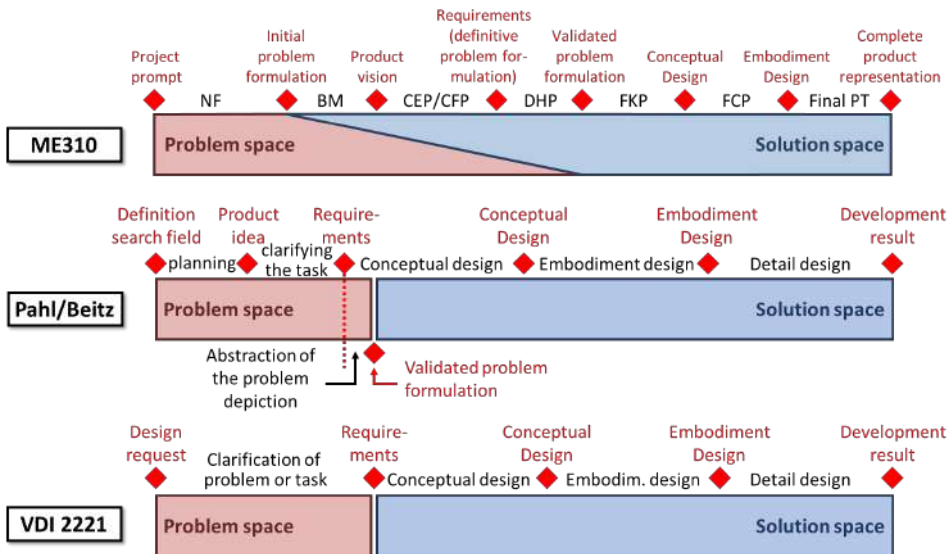 Project
prompt
Initial
problem
formulation
Product
vision
Requirements
(definitive
problem for-
mulation)
Validated
problem
formulation
Conceptual
Design
Embodiment
Design
Complete
product
representation
NF
BM
CEP/CFP
DHP
FKP
FCP
Final PT
ME310
Problem space
Solution space
Definition
search field
Product
idea
Require-
ments
Conceptual
Design
Embodiment
Design
Development
result
planning
clarifying
the task
Conceptual design
Embodiment design
Detail design
Pahl/Beitz
Problem space
Solution space
Abstraction of
the problem
depiction
Validated problem
formulation
Design
request
Clarification of
problem or task
Require-
ments
Conceptual
Design
Embodiment
Design
Development
result
Conceptual design
Embodim. design
Detail design
VDI 2221
Problem space
Solution space